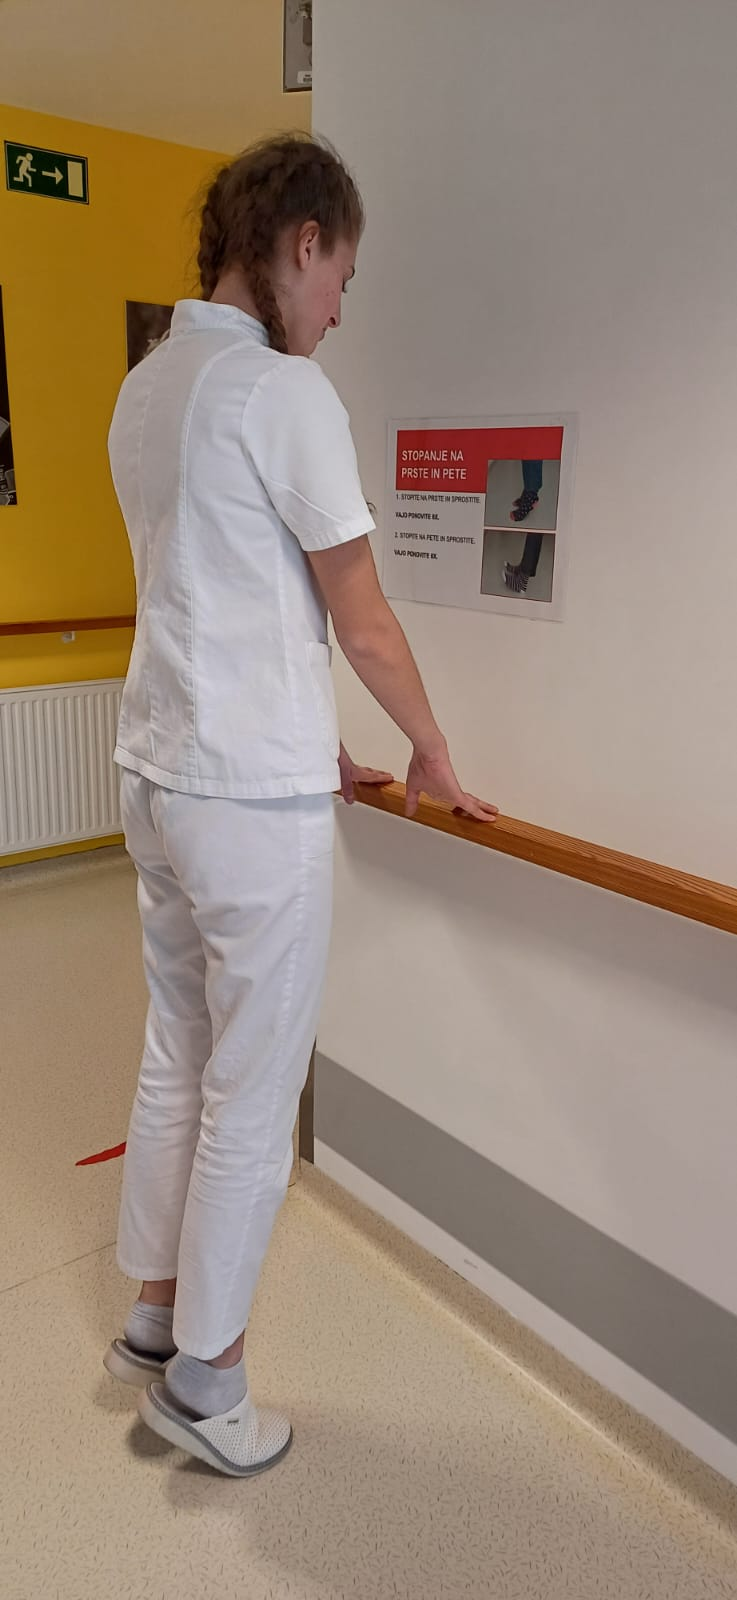 STOPANJE NA
PRSTE IN PETE
1. STOPITE NA PRSTE IN SPROSTITE.
VAJO PONOVITE 8X.
2. STOPITE NA PETE IN SPROSTITE.
VAJO PONOVITE 8X.